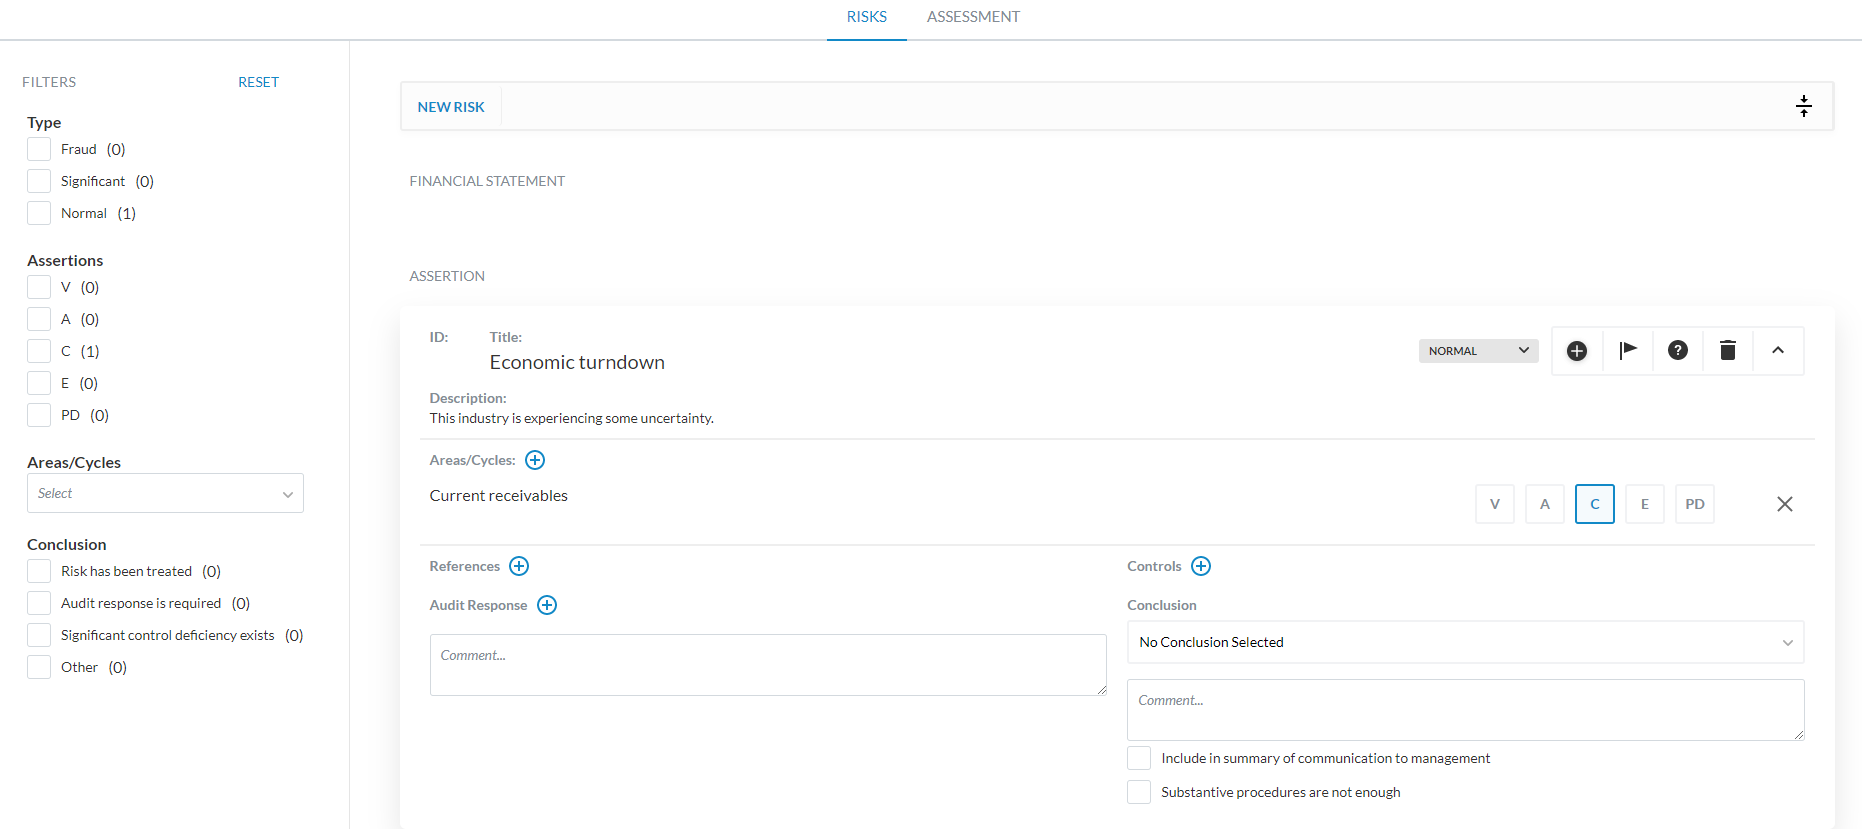 RISKS ASSESSMENT
FILTERS RESET
Type
Fraud (0)
Significant (0)
Normal (1)
Assertions
V (0)
A (0)
C (1)
E (0)
PD (0)
Areas/Cycles
Select
Conclusion
Risk has been treated (0)
Audit response is required (0)
Significant control deficiency exists (0)
Other (0)
NEW RISK
FINANCIAL STATEMENT
ASSERTION
ID: Title:
Economic turndown
NORMAL
Description:
This industry is experiencing some uncertainty.
Areas/Cycles:
Current receivables
V A C E PD
References
Audit Response
Comment...
Controls
Conclusion
No Conclusion Selected
Comment...
Include in summary of communication to management
Substantive procedures are not enough